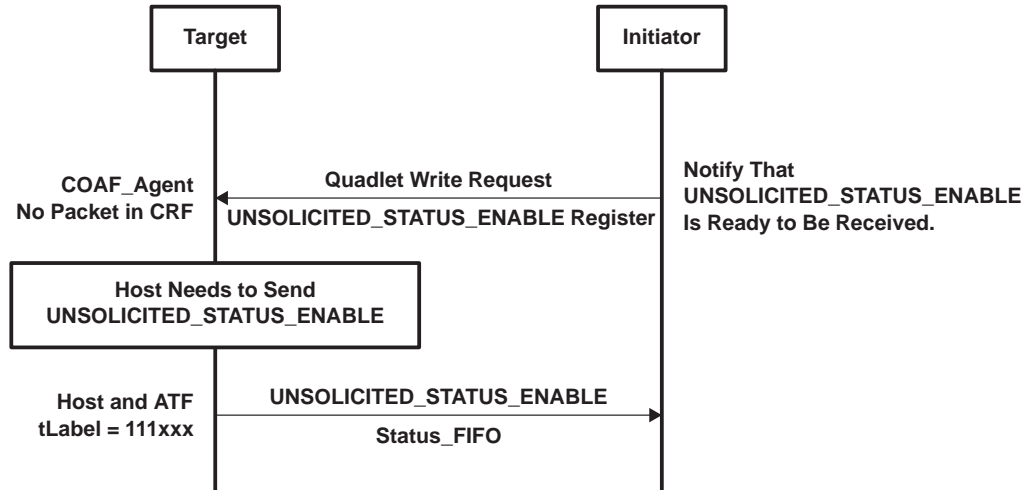 Target
Initiator
COAF_Agent
No Packet in CRF
Quadlet Write Request
UNSOLICITED_STATUS_ENABLE Register
Notify That
UNSOLICITED_STATUS_ENABLE
Is Ready to Be Received.
Host Needs to Send
UNSOLICITED_STATUS_ENABLE
Host and ATF
tLabel = 111xxx
UNSOLICITED_STATUS_ENABLE
Status_FIFO